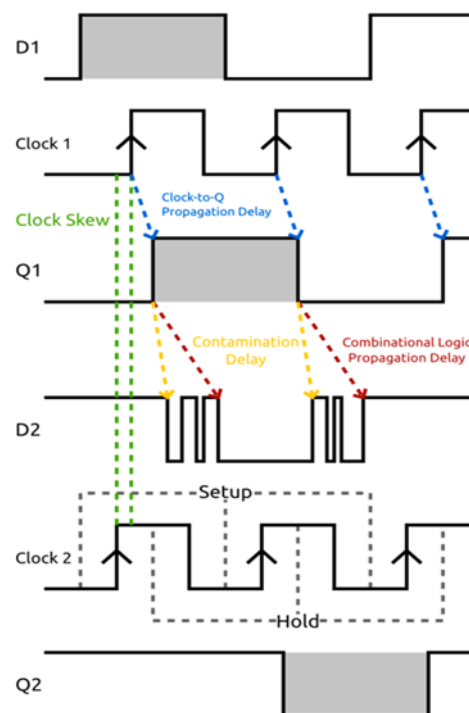 D1
Clock 1
Clock-to-Q
Propagation Delay
Clock Skew
Q1
Contamination
Delay
Combinational Logic
Propagation Delay
D2
Setup
Clock 2
Hold
Q2